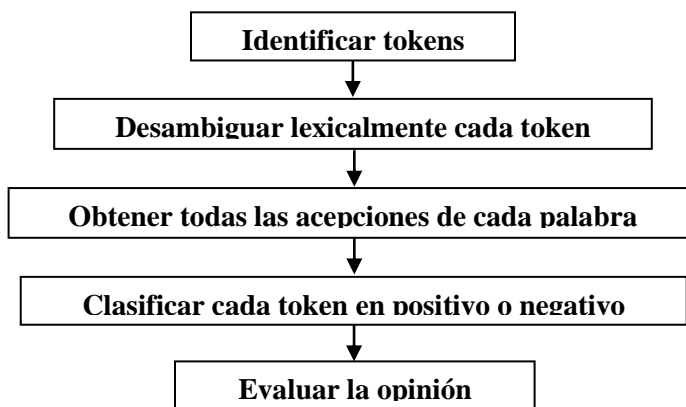 Identificar tokens
Desambiguar lexicalmente cada token
Obtener todas las acepciones de cada palabra
Clasificar cada token en positivo o negativo
Evaluar la opinión